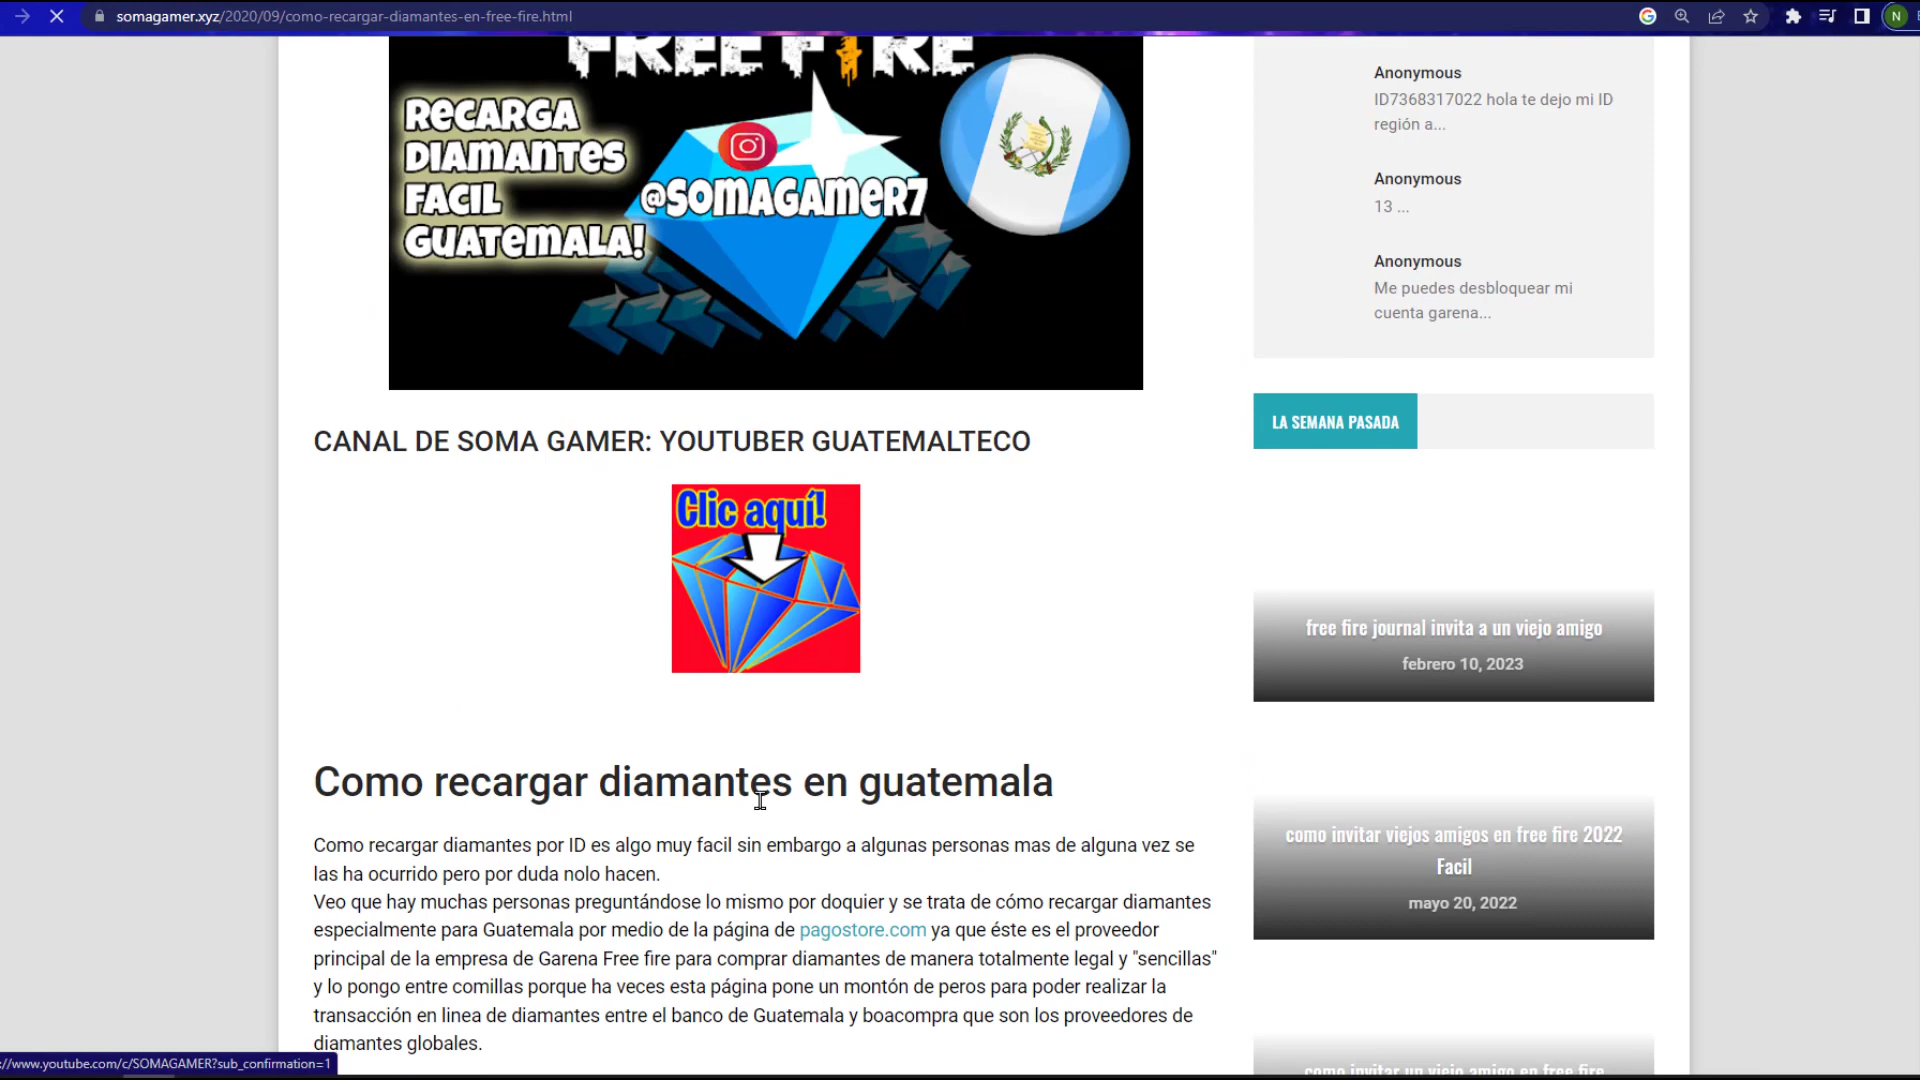 somagamer.xyz/2020/09/como-recargar-diamantes-en-free-fire.html
N
FREE FIRE
RECARGA
DIAMANTES
FACIL
GUATEMALA!
@SOMAGAMER7
CANAL DE SOMA GAMER: YOUTUBER GUATEMALTECO
Clic aquí!
Como recargar diamantes en guatemala
Como recargar diamantes por ID es algo muy facil sin embargo a algunas personas mas de alguna vez se
las ha ocurrido pero por duda nolo hacen.
Veo que hay muchas personas preguntándose lo mismo por doquier y se trata de cómo recargar diamantes
especialmente para Guatemala por medio de la página de pagostore.com ya que éste es el proveedor
principal de la empresa de Garena Free fire para comprar diamantes de manera totalmente legal y "sencillas"
y lo pongo entre comillas porque ha veces esta página pone un montón de peros para poder realizar la
transacción en linea de diamantes entre el banco de Guatemala y boacompra que son los proveedores de
diamantes globales.
Anonymous
ID7368317022 hola te dejo mi ID
región a...
Anonymous
13 ...
Anonymous
Me puedes desbloquear mi
cuenta garena...
LA SEMANA PASADA
free fire journal invita a un viejo amigo
febrero 10, 2023
como invitar viejos amigos en free fire 2022
Facil
mayo 20, 2022
como invitar un viejo amigo en free fire
://www.youtube.com/c/SOMAGAMER?sub_confirmation=1